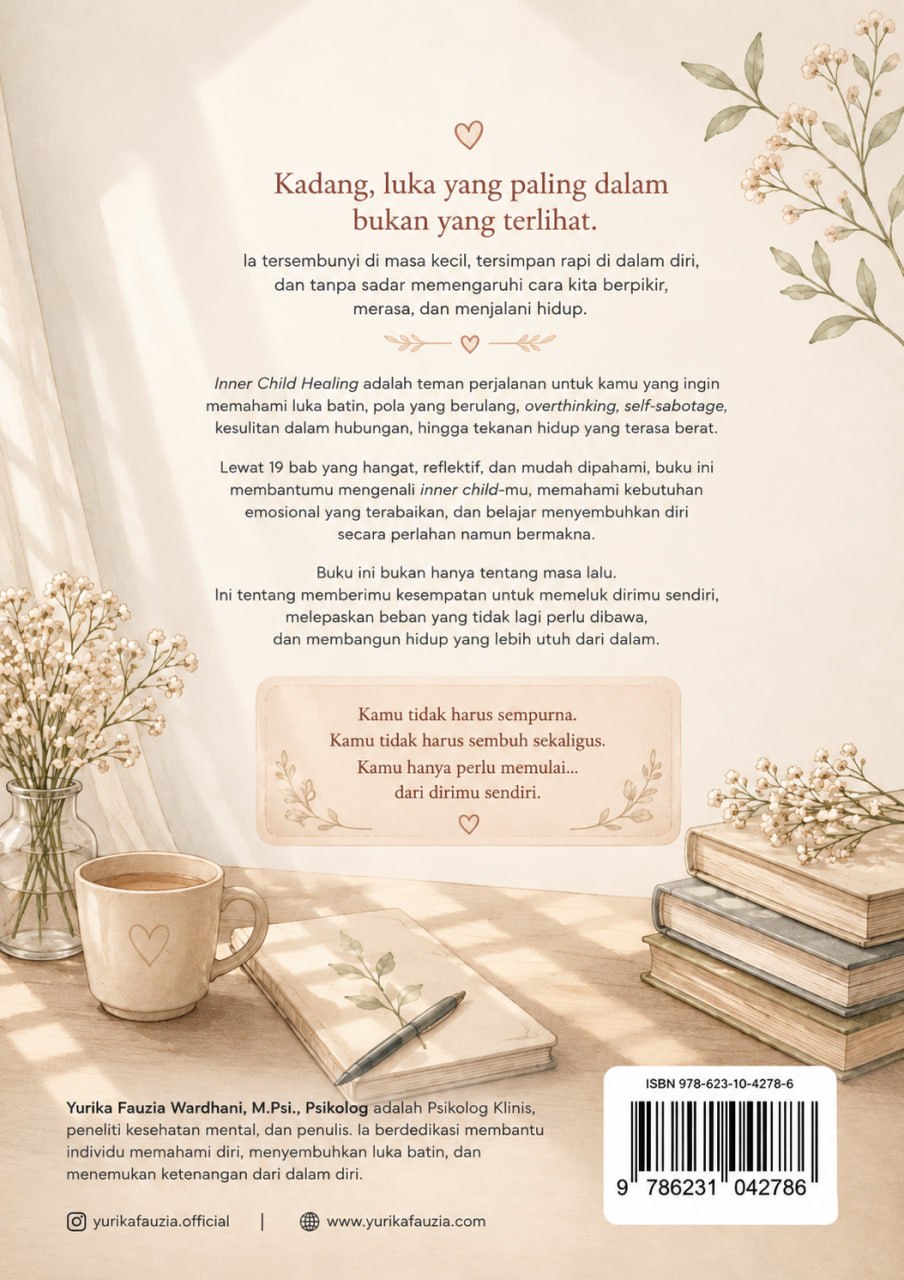 Kadang, luka yang paling dalam
bukan yang terlihat.
Ia tersembunyi di masa kecil, tersimpan rapi di dalam diri,
dan tanpa sadar memengaruhi cara kita berpikir,
merasa, dan menjalani hidup.
Inner Child Healing adalah teman perjalanan untuk kamu yang ingin
memahami luka batin, pola yang berulang, overthinking, self-sabotage,
kesulitan dalam hubungan, hingga tekanan hidup yang terasa berat.
Lewat 19 bab yang hangat, reflektif, dan mudah dipahami, buku ini
membantumu mengenali inner child-mu, memahami kebutuhan
emosional yang terabaikan, dan belajar menyembuhkan diri
secara perlahan namun bermakna.
Buku ini bukan hanya tentang masa lalu.
Ini tentang memberimu kesempatan untuk memeluk dirimu sendiri,
melepaskan beban yang tidak lagi perlu dibawa,
dan membangun hidup yang lebih utuh dari dalam.
Kamu tidak harus sempurna.
Kamu tidak harus sembuh sekaligus.
Kamu hanya perlu memulai...
dari dirimu sendiri.
Yurika Fauzia Wardhani, M.Psi., Psikolog adalah Psikolog Klinis,
peneliti kesehatan mental, dan penulis. Ia berdedikasi membantu
individu memahami diri, menyembuhkan luka batin, dan
menemukan ketenangan dari dalam diri.
yurikafauzia.official | www.yurikafauzia.com
ISBN 978-623-10-4278-6
9 786231 042786